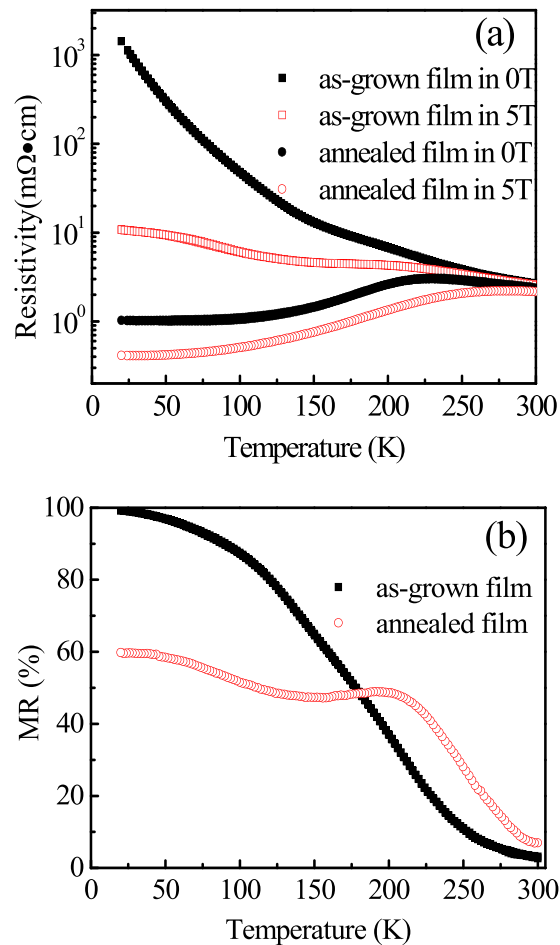 (a)
10³
10²
10¹
10⁰
Resistivity(mΩ•cm)
as-grown film in 0T
as-grown film in 5T
annealed film in 0T
annealed film in 5T
0 50 100 150 200 250 300
Temperature (K)
(b)
100
80
60
40
20
0
MR (%)
as-grown film
annealed film
0 50 100 150 200 250 300
Temperature (K)